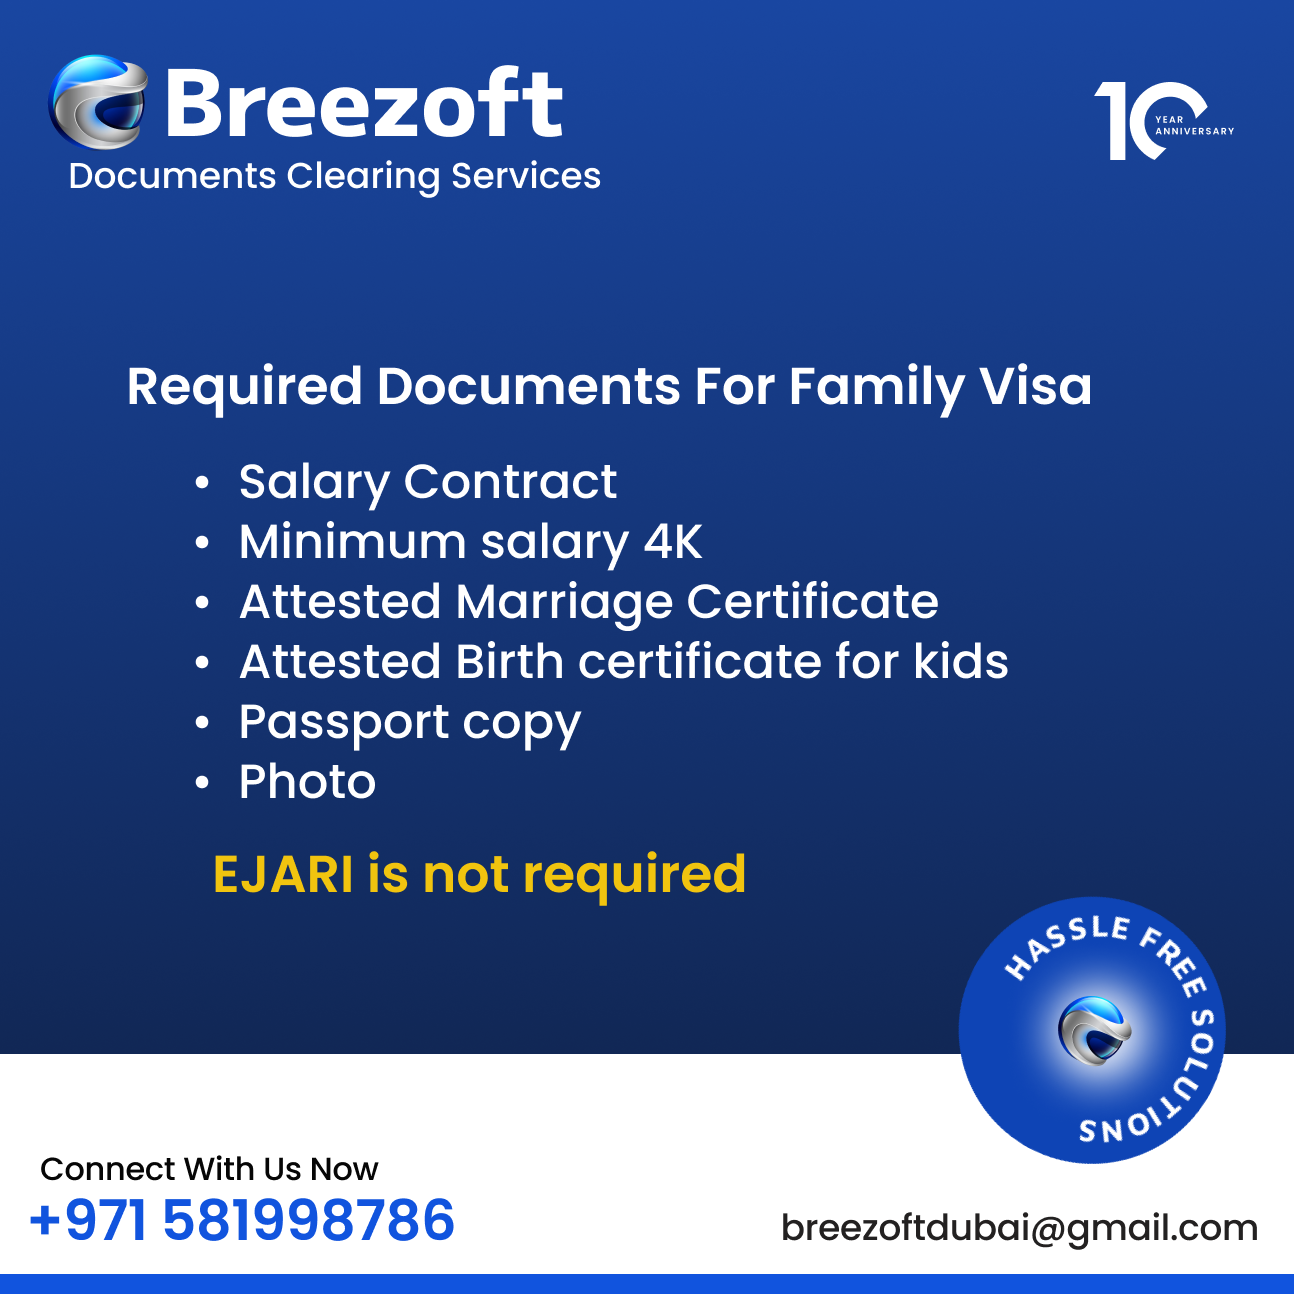 Breezoft
Documents Clearing Services
10 YEAR
ANNIVERSARY
Required Documents For Family Visa
• Salary Contract
• Minimum salary 4K
• Attested Marriage Certificate
• Attested Birth certificate for kids
• Passport copy
• Photo
EJARI is not required
HASSLE FREE SOLUTIONS
Connect With Us Now
+971 581998786
breezoftdubai@gmail.com